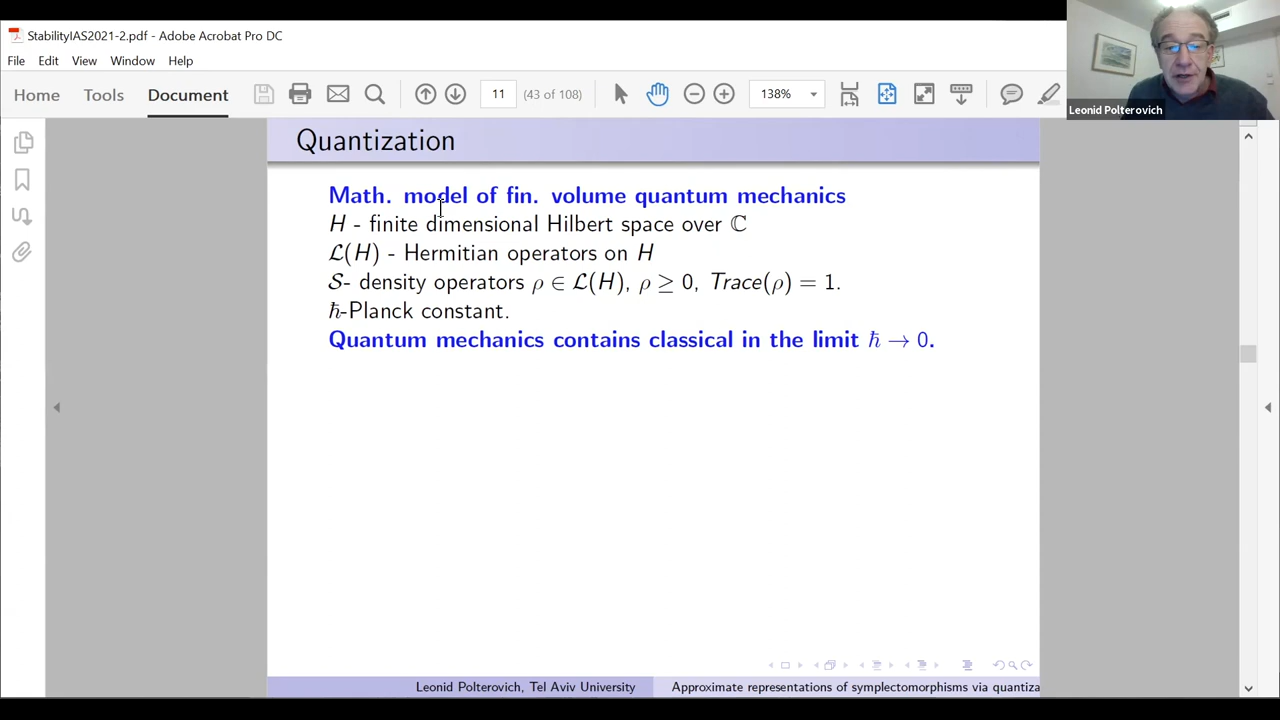 StabilityIAS2021-2.pdf - Adobe Acrobat Pro DC
File Edit View Window Help
Home Tools Document 11 (43 of 108) 138%
Leonid Polterovich
Quantization
Math. model of fin. volume quantum mechanics
H - finite dimensional Hilbert space over ℂ
ℒ(H) - Hermitian operators on H
𝒮- density operators ρ ∈ ℒ(H), ρ ≥ 0, Trace(ρ) = 1.
ℏ-Planck constant.
Quantum mechanics contains classical in the limit ℏ → 0.
Leonid Polterovich, Tel Aviv University Approximate representations of symplectomorphisms via quantiza